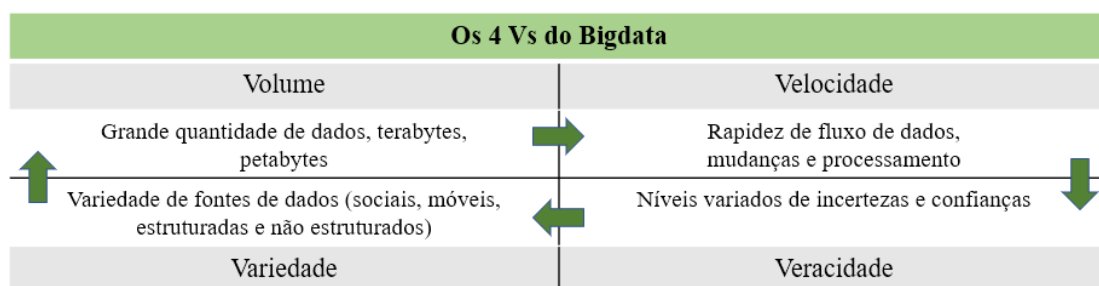 Os 4 Vs do Bigdata
Volume
Velocidade
Grande quantidade de dados, terabytes,
petabytes
Rapidez de fluxo de dados,
mudanças e processamento
Variedade de fontes de dados (sociais, móveis,
estruturadas e não estruturados)
Níveis variados de incertezas e confianças
Variedade
Veracidade